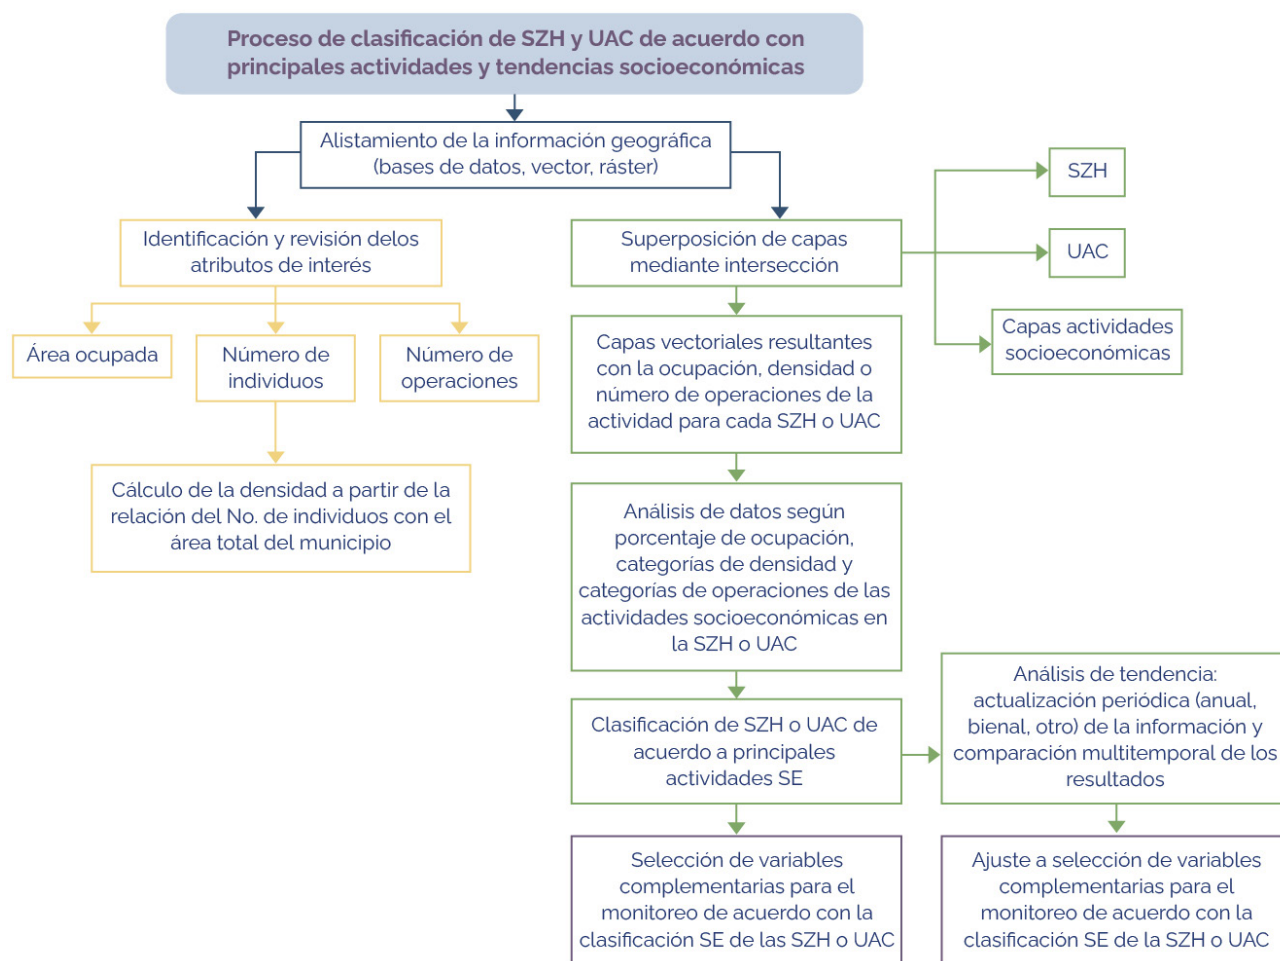 Proceso de clasificación de SZH y UAC de acuerdo con
principales actividades y tendencias socioeconómicas
Alistamiento de la información geográfica
(bases de datos, vector, ráster)
Identificación y revisión delos
atributos de interés
Área ocupada
Número de
individuos
Número de
operaciones
Cálculo de la densidad a partir de la
relación del No. de individuos con el
área total del municipio
Superposición de capas
mediante intersección
SZH
UAC
Capas actividades
socioeconómicas
Capas vectoriales resultantes
con la ocupación, densidad o
número de operaciones de la
actividad para cada SZH o UAC
Análisis de datos según
porcentaje de ocupación,
categorías de densidad y
categorías de operaciones de las
actividades socioeconómicas en
la SZH o UAC
Clasificación de SZH o UAC de
acuerdo a principales
actividades SE
Análisis de tendencia:
actualización periódica (anual,
bienal, otro) de la información y
comparación multitemporal de los
resultados
Selección de variables
complementarias para el
monitoreo de acuerdo con la
clasificación SE de las SZH o UAC
Ajuste a selección de variables
complementarias para el
monitoreo de acuerdo con la
clasificación SE de la SZH o UAC